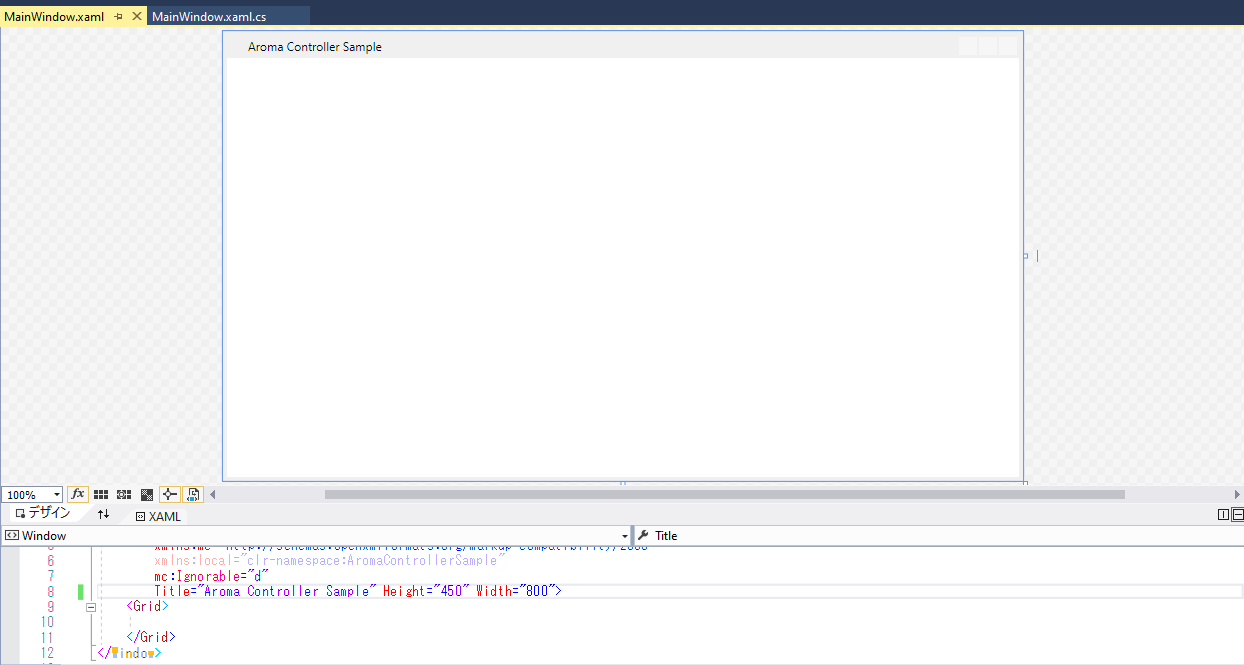 MainWindow.xaml
MainWindow.xaml.cs
Aroma Controller Sample
100%
fx
デザイン
XAML
Window
Title
6 xmlns:local="clr-namespace:AromaControllerSample"
7 mc:Ignorable="d"
8 Title="Aroma Controller Sample" Height="450" Width="800">
9 <Grid>
10
11 </Grid>
12 </Window>